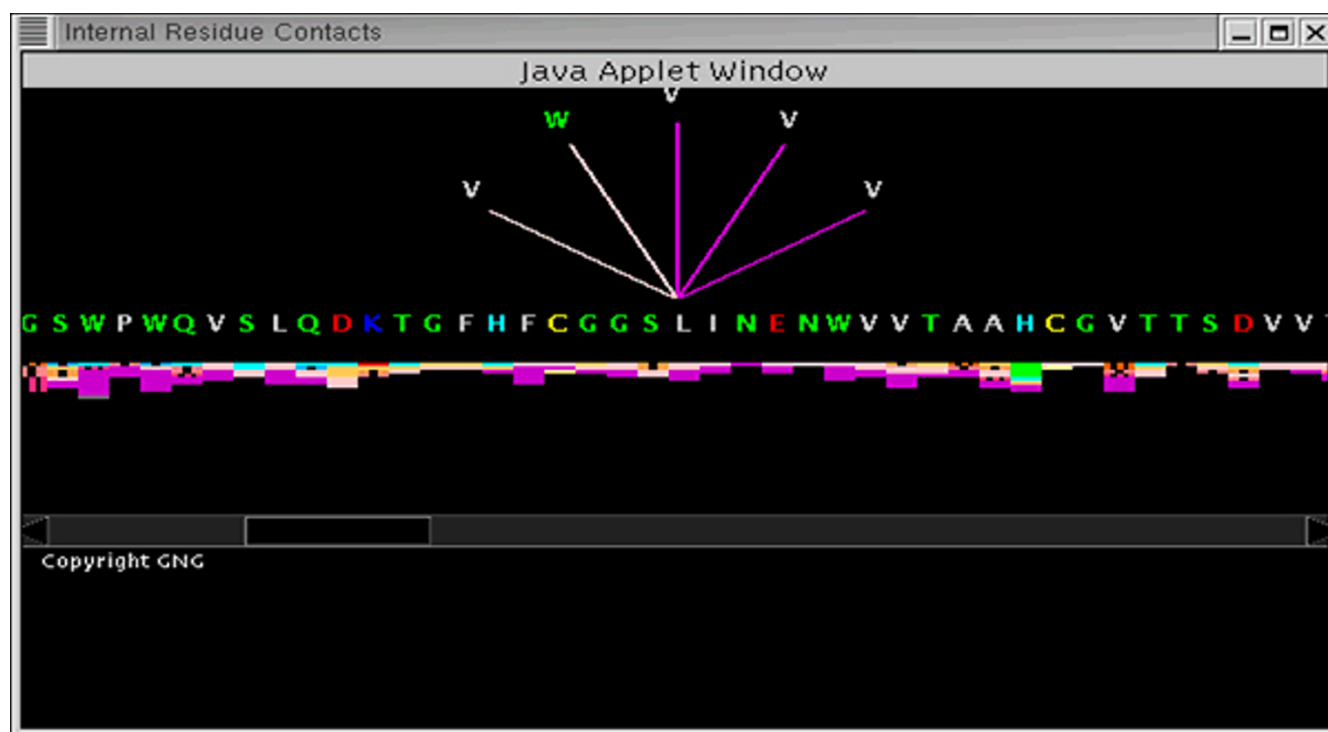 Internal Residue Contacts
Java Applet Window
V
W V
V V
G S W P W Q V S L Q D K T G F H F C G G S L I N E N W V V T A A H C G V T T S D V V
Copyright GNG